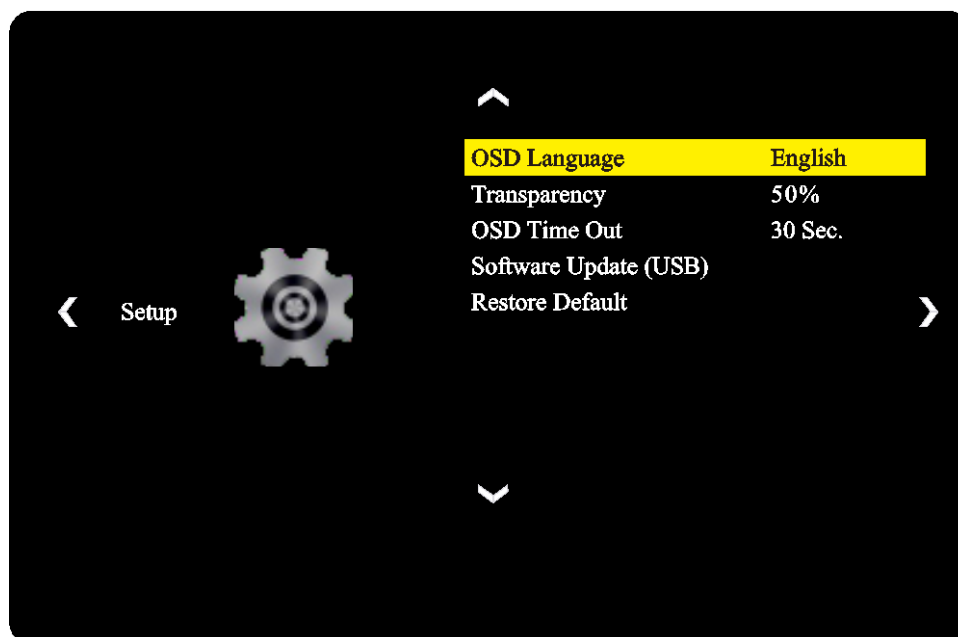 OSD Language English
Transparency 50%
OSD Time Out 30 Sec.
Software Update (USB)
Restore Default
Setup